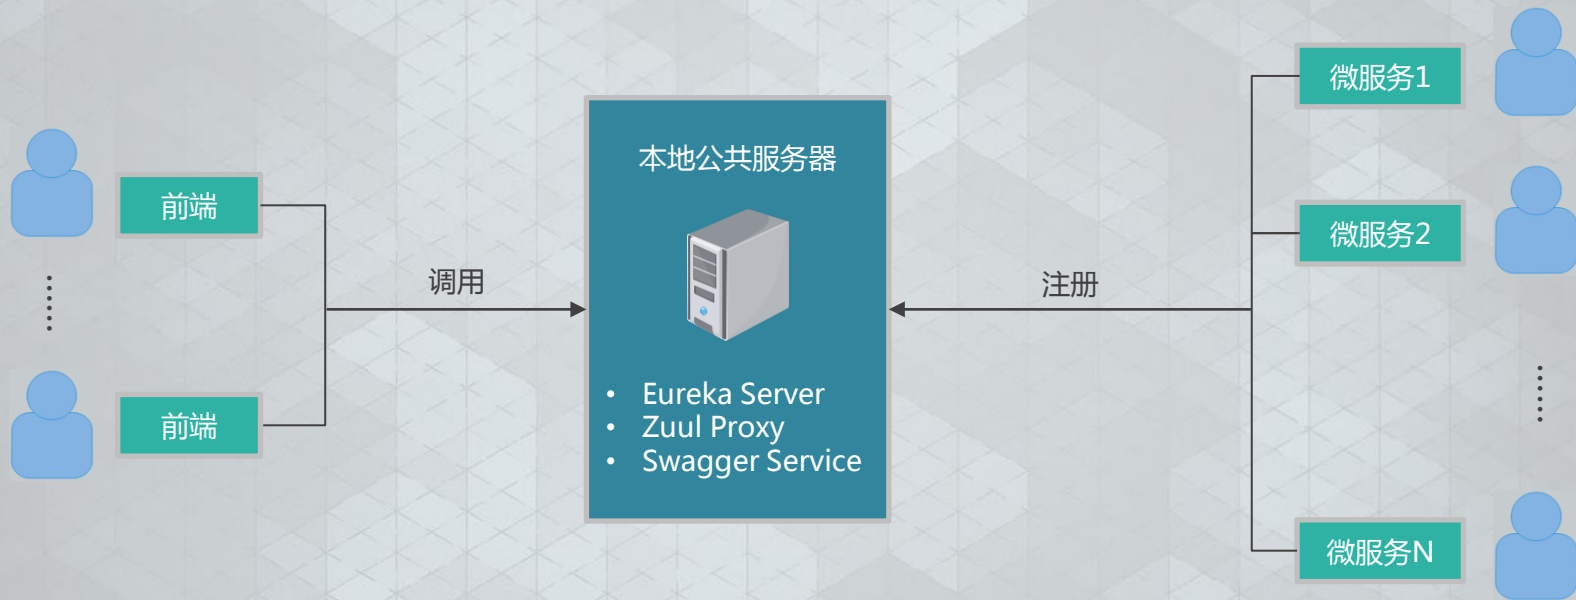 前端
前端
调用
本地公共服务器
• Eureka Server
• Zuul Proxy
• Swagger Service
注册
微服务1
微服务2
微服务N